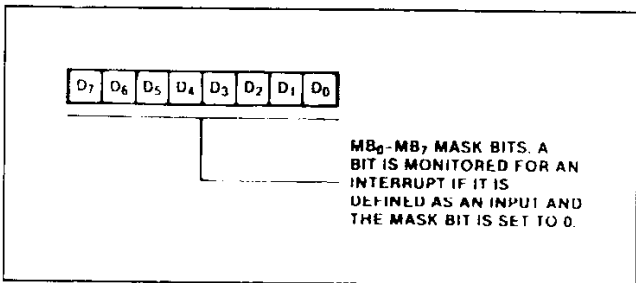 D7 D6 D5 D4 D3 D2 D1 D0
MB0-MB7 MASK BITS. A
BIT IS MONITORED FOR AN
INTERRUPT IF IT IS
DEFINED AS AN INPUT AND
THE MASK BIT IS SET TO 0.